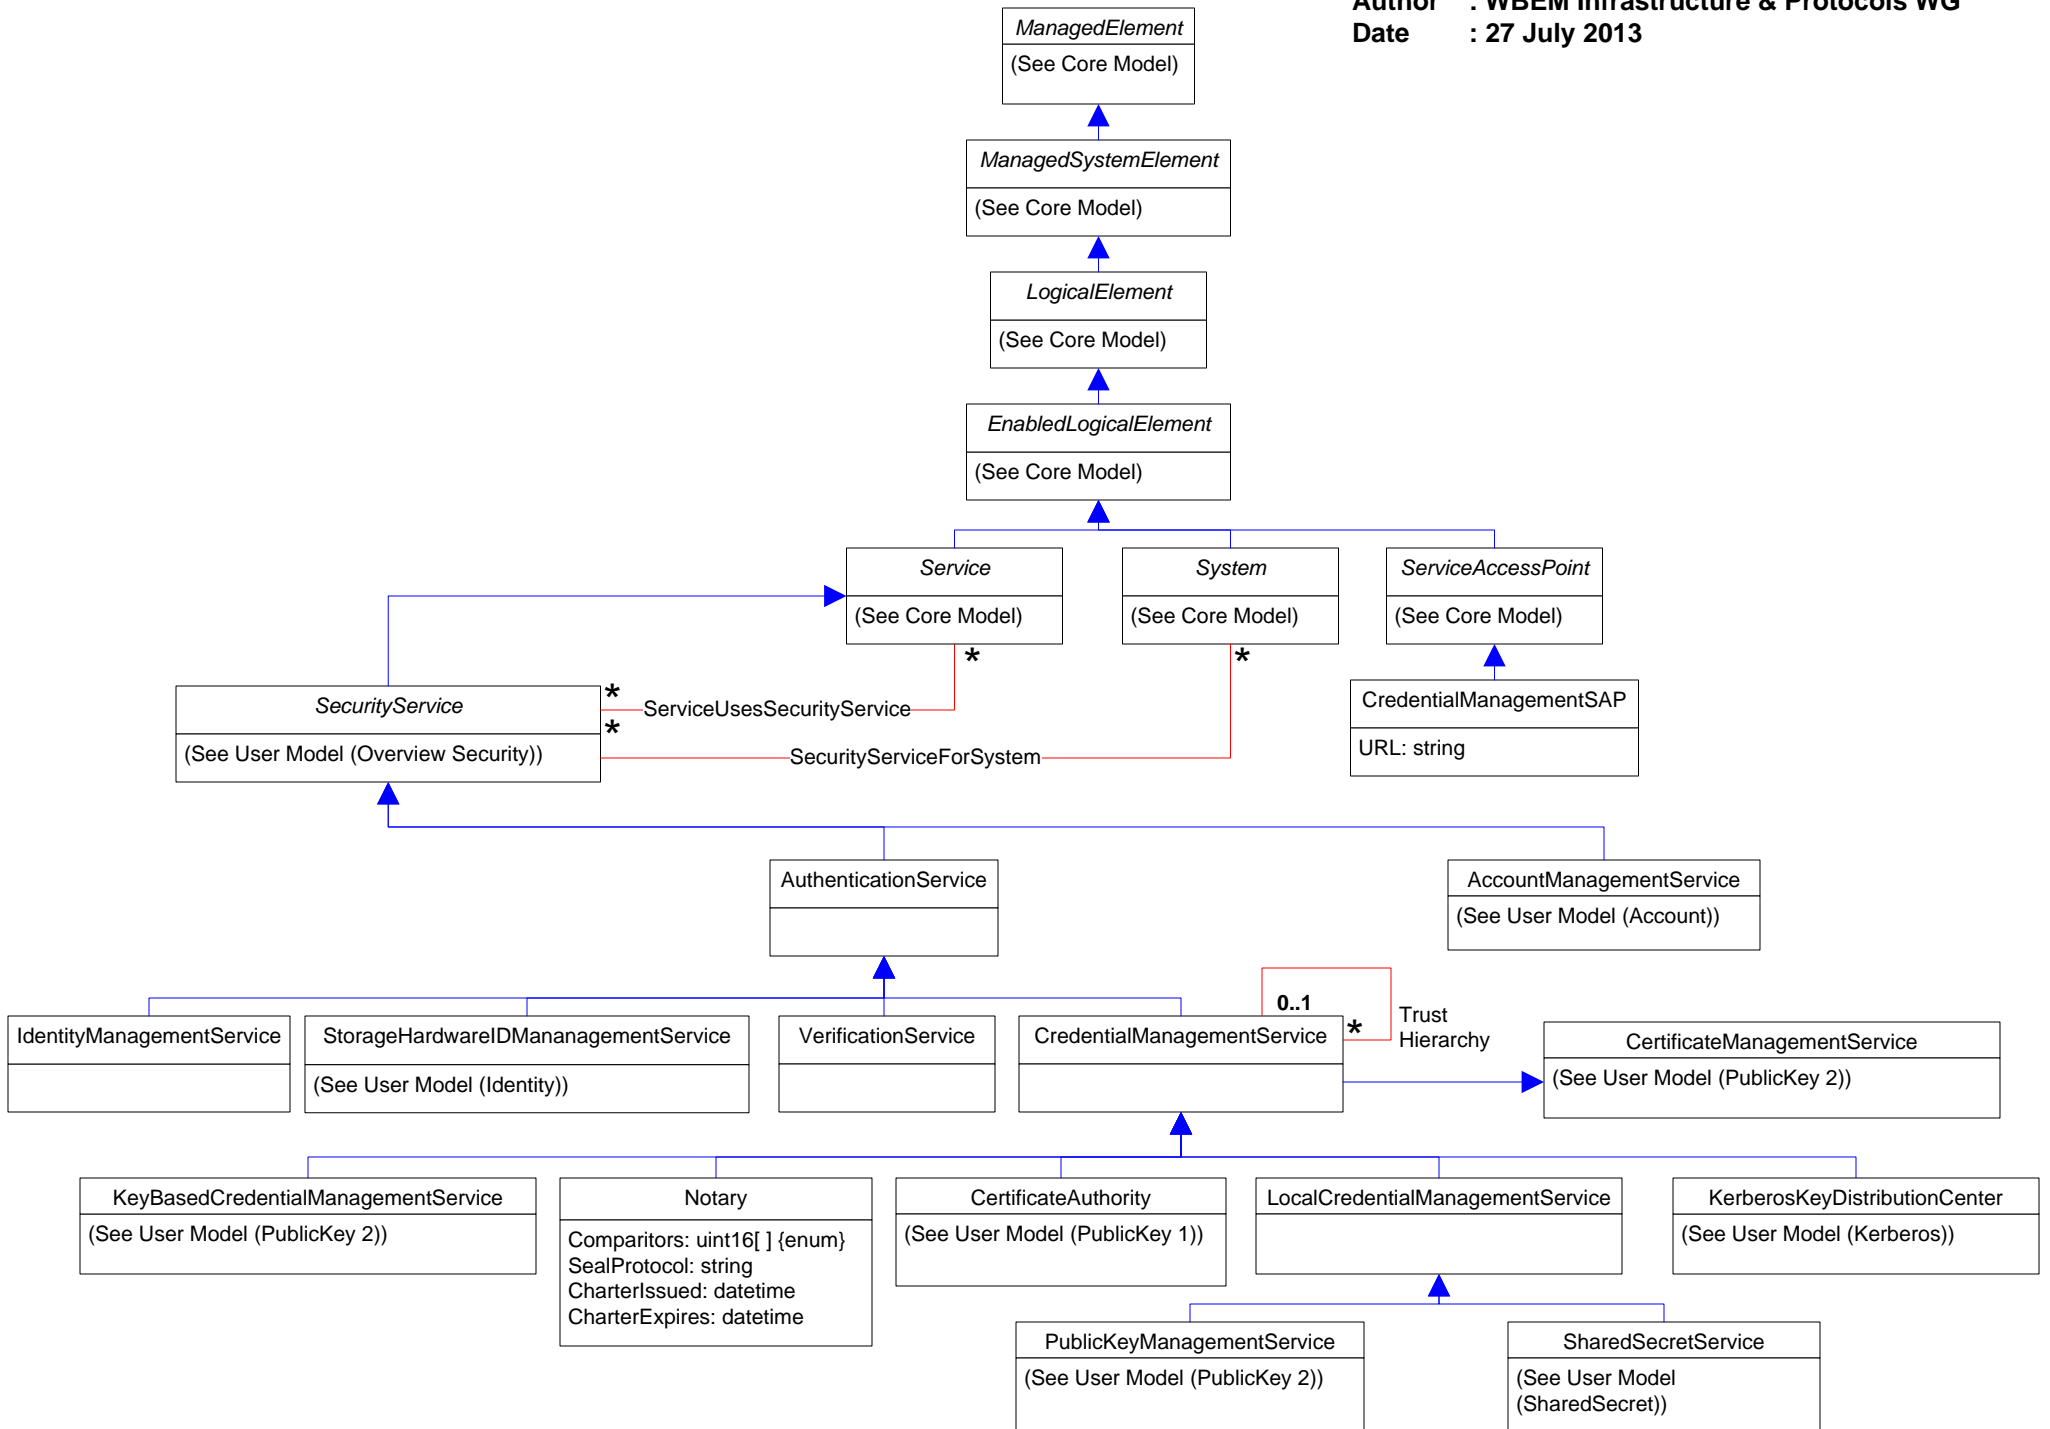 Author : WBEM Infrastructure & Protocols WG
Date : 27 July 2013
ManagedElement
(See Core Model)
ManagedSystemElement
(See Core Model)
LogicalElement
(See Core Model)
EnabledLogicalElement
(See Core Model)
Service
(See Core Model)
System
(See Core Model)
ServiceAccessPoint
(See Core Model)
*
*
SecurityService
(See User Model (Overview Security))
*
ServiceUsesSecurityService
*
SecurityServiceForSystem
CredentialManagementSAP
URL: string
AuthenticationService
AccountManagementService
(See User Model (Account))
IdentityManagementService
StorageHardwareIDMananagementService
(See User Model (Identity))
VerificationService
CredentialManagementService
0..1
*
Trust
Hierarchy
CertificateManagementService
(See User Model (PublicKey 2))
KeyBasedCredentialManagementService
(See User Model (PublicKey 2))
Notary
Comparitors: uint16[ ] {enum}
SealProtocol: string
CharterIssued: datetime
CharterExpires: datetime
CertificateAuthority
(See User Model (PublicKey 1))
LocalCredentialManagementService
KerberosKeyDistributionCenter
(See User Model (Kerberos))
PublicKeyManagementService
(See User Model (PublicKey 2))
SharedSecretService
(See User Model
(SharedSecret))